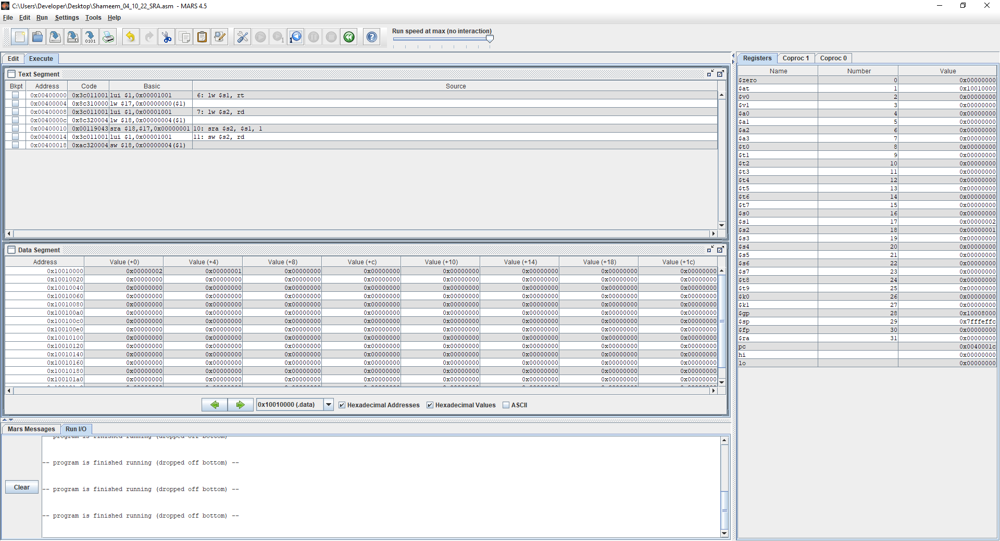 C:\Users\Developer\Desktop\Shameem_04_10_22_SRA.asm - MARS 4.5
File Edit Run Settings Tools Help
Run speed at max (no interaction)
Edit Execute
Text Segment
Bkpt Address Code Basic Source
0x00400000 0x3c011001 lui $1,0x00001001 6: lw $s1, rt
0x00400004 0x8c310000 lw $17,0x00000000($1)
0x00400008 0x3c011001 lui $1,0x00001001 7: lw $s2, rd
0x0040000c 0x8c320004 lw $18,0x00000004($1)
0x00400010 0x00119043 sra $18,$17,0x00000001 10: sra $s2, $s1, 1
0x00400014 0x3c011001 lui $1,0x00001001 11: sw $s2, rd
0x00400018 0xac320004 sw $18,0x00000004($1)
Data Segment
Address Value (+0) Value (+4) Value (+8) Value (+c) Value (+10) Value (+14) Value (+18) Value (+1c)
0x10010000 0x00000002 0x00000001 0x00000000 0x00000000 0x00000000 0x00000000 0x00000000 0x00000000
0x10010020 0x00000000 0x00000000 0x00000000 0x00000000 0x00000000 0x00000000 0x00000000 0x00000000
0x10010040 0x00000000 0x00000000 0x00000000 0x00000000 0x00000000 0x00000000 0x00000000 0x00000000
0x10010060 0x00000000 0x00000000 0x00000000 0x00000000 0x00000000 0x00000000 0x00000000 0x00000000
0x10010080 0x00000000 0x00000000 0x00000000 0x00000000 0x00000000 0x00000000 0x00000000 0x00000000
0x100100a0 0x00000000 0x00000000 0x00000000 0x00000000 0x00000000 0x00000000 0x00000000 0x00000000
0x100100c0 0x00000000 0x00000000 0x00000000 0x00000000 0x00000000 0x00000000 0x00000000 0x00000000
0x100100e0 0x00000000 0x00000000 0x00000000 0x00000000 0x00000000 0x00000000 0x00000000 0x00000000
0x10010100 0x00000000 0x00000000 0x00000000 0x00000000 0x00000000 0x00000000 0x00000000 0x00000000
0x10010120 0x00000000 0x00000000 0x00000000 0x00000000 0x00000000 0x00000000 0x00000000 0x00000000
0x10010140 0x00000000 0x00000000 0x00000000 0x00000000 0x00000000 0x00000000 0x00000000 0x00000000
0x10010160 0x00000000 0x00000000 0x00000000 0x00000000 0x00000000 0x00000000 0x00000000 0x00000000
0x10010180 0x00000000 0x00000000 0x00000000 0x00000000 0x00000000 0x00000000 0x00000000 0x00000000
0x100101a0 0x00000000 0x00000000 0x00000000 0x00000000 0x00000000 0x00000000 0x00000000 0x00000000
0x10010000 (.data) Hexadecimal Addresses Hexadecimal Values ASCII
Mars Messages Run I/O
Clear
program is finished running (dropped off bottom)
-- program is finished running (dropped off bottom) --
-- program is finished running (dropped off bottom) --
-- program is finished running (dropped off bottom) --
Registers Coproc 1 Coproc 0
Name Number Value
$zero 0 0x00000000
$at 1 0x10010000
$v0 2 0x00000000
$v1 3 0x00000000
$a0 4 0x00000000
$a1 5 0x00000000
$a2 6 0x00000000
$a3 7 0x00000000
$t0 8 0x00000000
$t1 9 0x00000000
$t2 10 0x00000000
$t3 11 0x00000000
$t4 12 0x00000000
$t5 13 0x00000000
$t6 14 0x00000000
$t7 15 0x00000000
$s0 16 0x00000000
$s1 17 0x00000002
$s2 18 0x00000001
$s3 19 0x00000000
$s4 20 0x00000000
$s5 21 0x00000000
$s6 22 0x00000000
$s7 23 0x00000000
$t8 24 0x00000000
$t9 25 0x00000000
$k0 26 0x00000000
$k1 27 0x00000000
$gp 28 0x10008000
$sp 29 0x7fffeffc
$fp 30 0x00000000
$ra 31 0x00000000
pc 0x0040001c
hi 0x00000000
lo 0x00000000